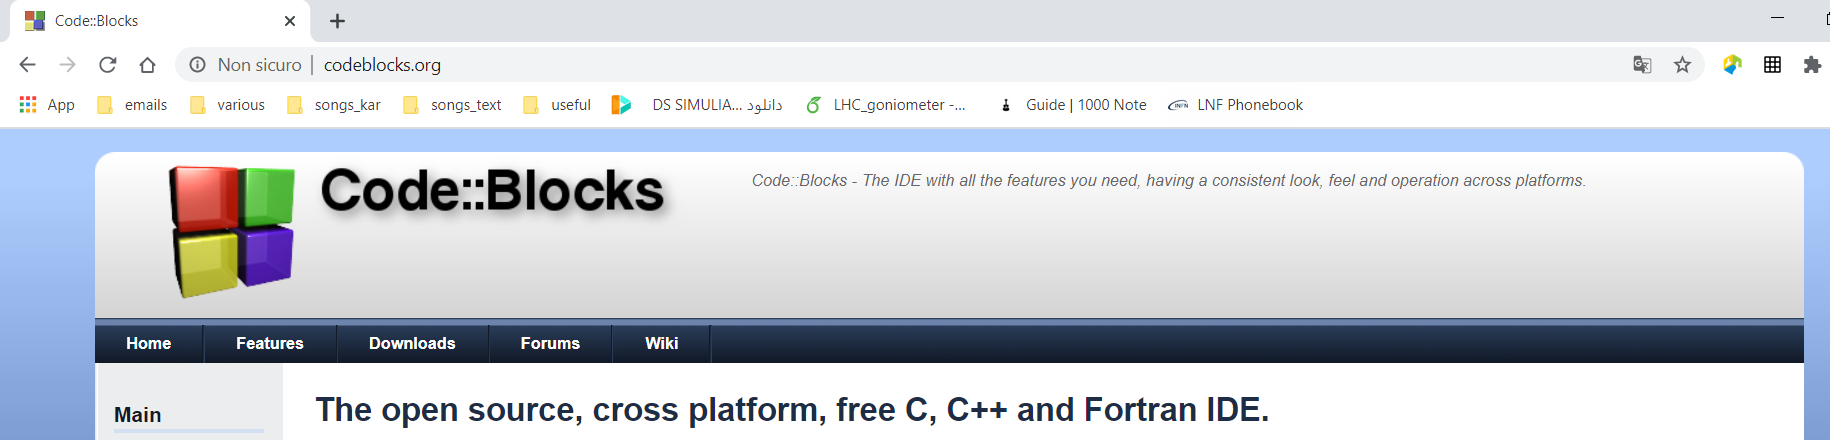 Code::Blocks
Non sicuro | codeblocks.org
App emails various songs_kar songs_text useful DS SIMULIA... دانلود LHC_goniometer -... Guide | 1000 Note INFN LNF Phonebook
Code::Blocks
Code::Blocks - The IDE with all the features you need, having a consistent look, feel and operation across platforms.
Home Features Downloads Forums Wiki
Main
The open source, cross platform, free C, C++ and Fortran IDE.